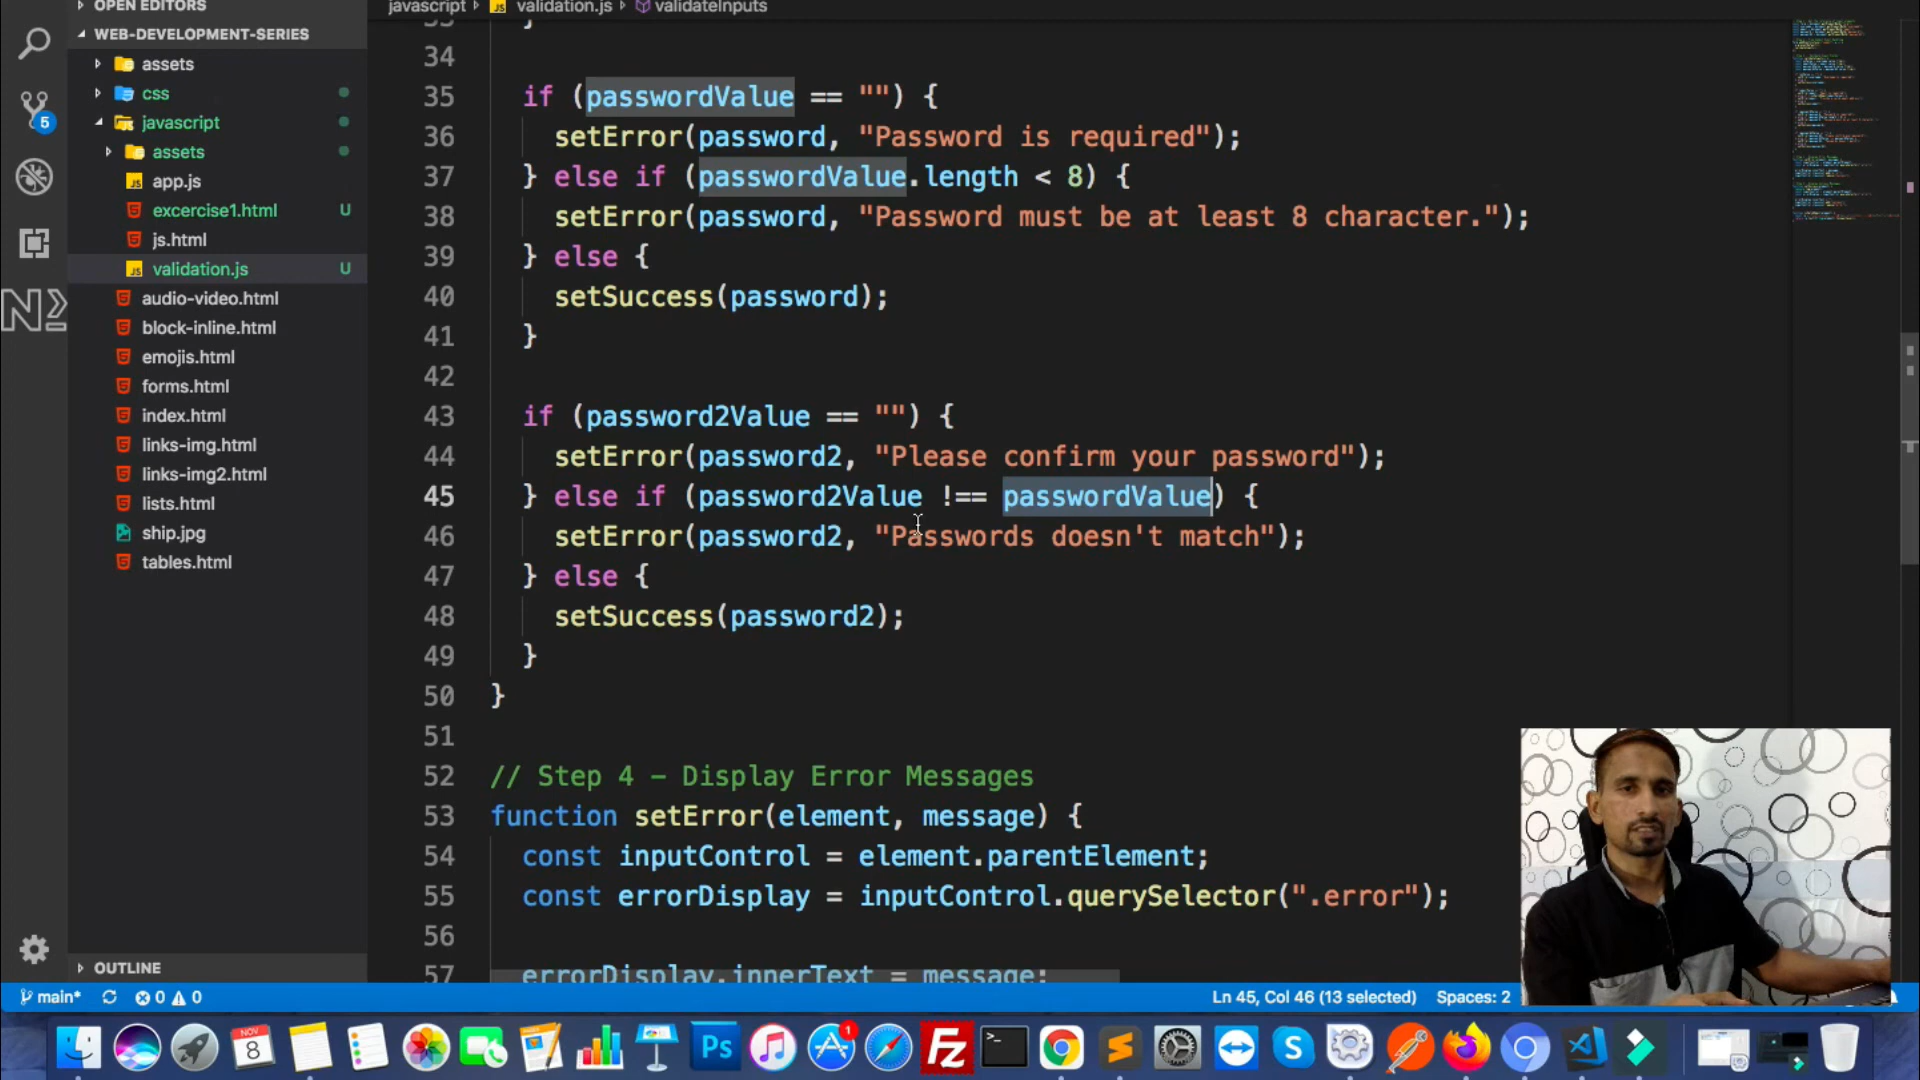 OPEN EDITORS
WEB-DEVELOPMENT-SERIES
assets
css
javascript
assets
app.js
excercise1.html U
js.html
validation.js U
audio-video.html
block-inline.html
emojis.html
forms.html
index.html
links-img.html
links-img2.html
lists.html
ship.jpg
tables.html
OUTLINE
5
javascript validation.js validateInputs
34
35 if (passwordValue == "") {
36 setError(password, "Password is required");
37 } else if (passwordValue.length < 8) {
38 setError(password, "Password must be at least 8 character.");
39 } else {
40 setSuccess(password);
41 }
42
43 if (password2Value == "") {
44 setError(password2, "Please confirm your password");
45 } else if (password2Value !== passwordValue) {
46 setError(password2, "Passwords doesn't match");
47 } else {
48 setSuccess(password2);
49 }
50 }
51
52 // Step 4 – Display Error Messages
53 function setError(element, message) {
54 const inputControl = element.parentElement;
55 const errorDisplay = inputControl.querySelector(".error");
56
57 errorDisplay.innerText = message;
main* 0 0 Ln 45, Col 46 (13 selected) Spaces: 2
NOV
8
Ps
1
Fz
S